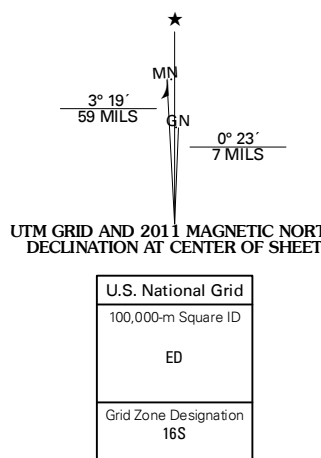 ★
MN
3° 19´
59 MILS
GN
0° 23´
7 MILS
UTM GRID AND 2011 MAGNETIC NORT
DECLINATION AT CENTER OF SHEET
U.S. National Grid
100,000-m Square ID
ED
Grid Zone Designation
16S